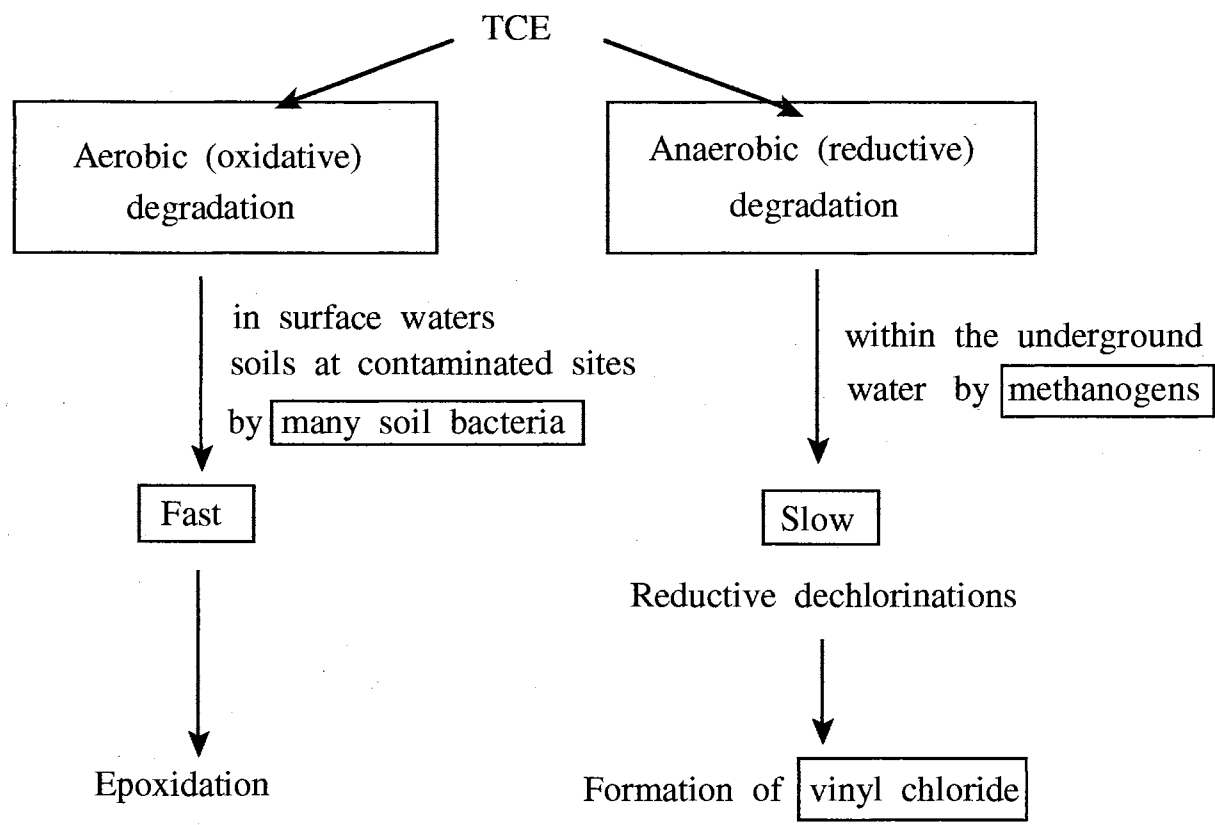 TCE
Aerobic (oxidative)
degradation
in surface waters
soils at contaminated sites
by many soil bacteria
Fast
Epoxidation
Anaerobic (reductive)
degradation
within the underground
water by methanogens
Slow
Reductive dechlorinations
Formation of vinyl chloride